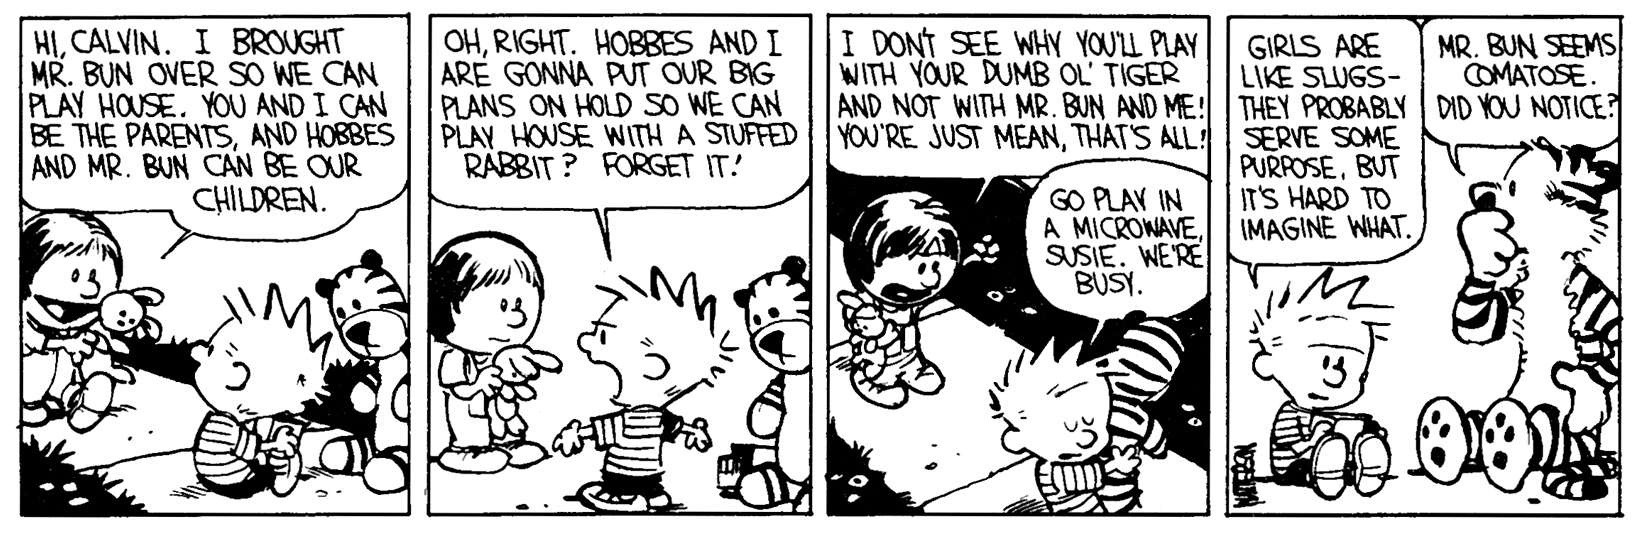 HI, CALVIN. I BROUGHT
MR. BUN OVER SO WE CAN
PLAY HOUSE. YOU AND I CAN
BE THE PARENTS, AND HOBBES
AND MR. BUN CAN BE OUR
CHILDREN.
OH, RIGHT. HOBBES AND I
ARE GONNA PUT OUR BIG
PLANS ON HOLD SO WE CAN
PLAY HOUSE WITH A STUFFED
RABBIT? FORGET IT!
I DON'T SEE WHY YOU'LL PLAY
WITH YOUR DUMB OL' TIGER
AND NOT WITH MR. BUN AND ME!
YOU'RE JUST MEAN, THAT'S ALL!
GO PLAY IN
A MICROWAVE,
SUSIE. WE'RE
BUSY.
GIRLS ARE
LIKE SLUGS-
THEY PROBABLY
SERVE SOME
PURPOSE, BUT
IT'S HARD TO
IMAGINE WHAT.
MR. BUN SEEMS
COMATOSE.
DID YOU NOTICE?
WATTERSON